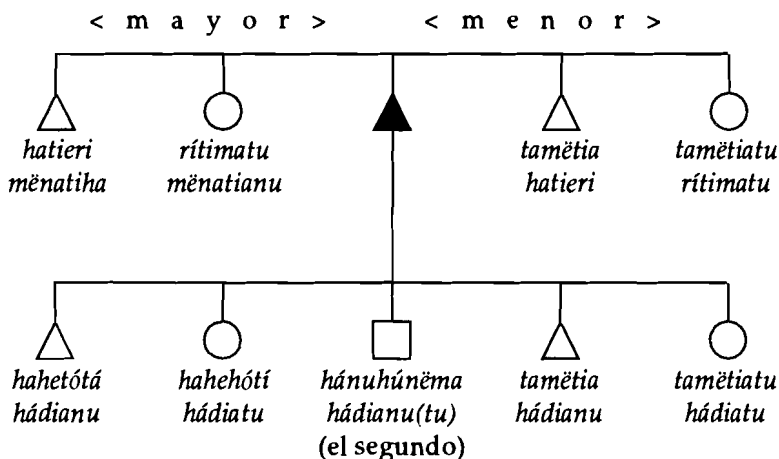 < m a y o r > < m e n o r >
hatieri rítimatu tamëtia tamëtiatu
mënatiha mënatianu hatieri rítimatu
hahetótá hahehótí hánuhúnëma tamëtia tamëtiatu
hádianu hádiatu hádianu(tu) hádianu hádiatu
(el segundo)